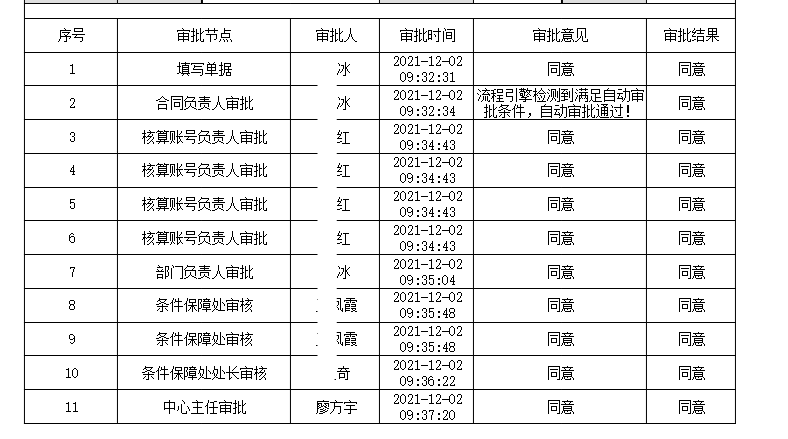 序号 审批节点 审批人 审批时间 审批意见 审批结果
1 填写单据 冰 2021-12-02 09:32:31 同意 同意
2 合同负责人审批 冰 2021-12-02 09:32:34 流程引擎检测到满足自动审批条件，自动审批通过！ 同意
3 核算账号负责人审批 红 2021-12-02 09:34:43 同意 同意
4 核算账号负责人审批 红 2021-12-02 09:34:43 同意 同意
5 核算账号负责人审批 红 2021-12-02 09:34:43 同意 同意
6 核算账号负责人审批 红 2021-12-02 09:34:43 同意 同意
7 部门负责人审批 冰 2021-12-02 09:35:04 同意 同意
8 条件保障处审核 凤霞 2021-12-02 09:35:48 同意 同意
9 条件保障处审核 凤霞 2021-12-02 09:35:48 同意 同意
10 条件保障处处长审核 奇 2021-12-02 09:36:22 同意 同意
11 中心主任审批 廖方宇 2021-12-02 09:37:20 同意 同意